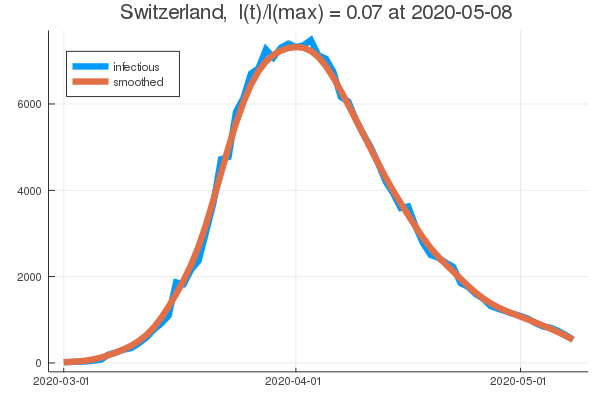 Switzerland,  I(t)/I(max) = 0.07 at 2020-05-08
infectious
smoothed
6000
4000
2000
0
2020-03-01
2020-04-01
2020-05-01